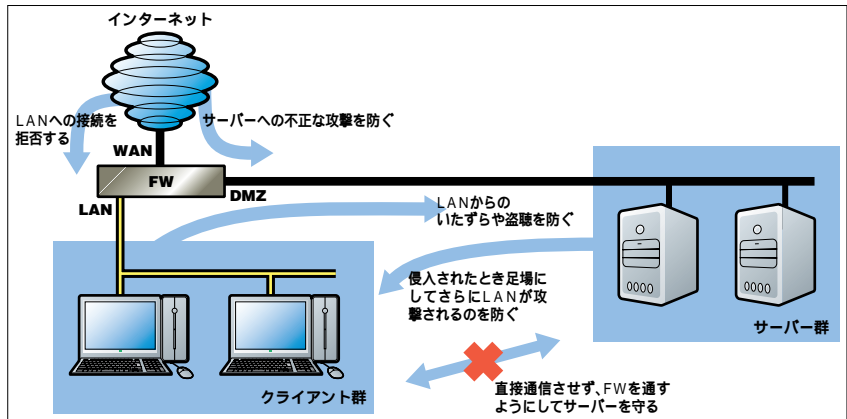 インターネット
LANへの接続を
拒否する
サーバーへの不正な攻撃を防ぐ
WAN
FW
LAN
DMZ
LANからの
いたずらや盗聴を防ぐ
侵入されたとき足場に
してさらにLANが攻
撃されるのを防ぐ
サーバー群
クライアント群
直接通信させず、FWを通す
ようにしてサーバーを守る